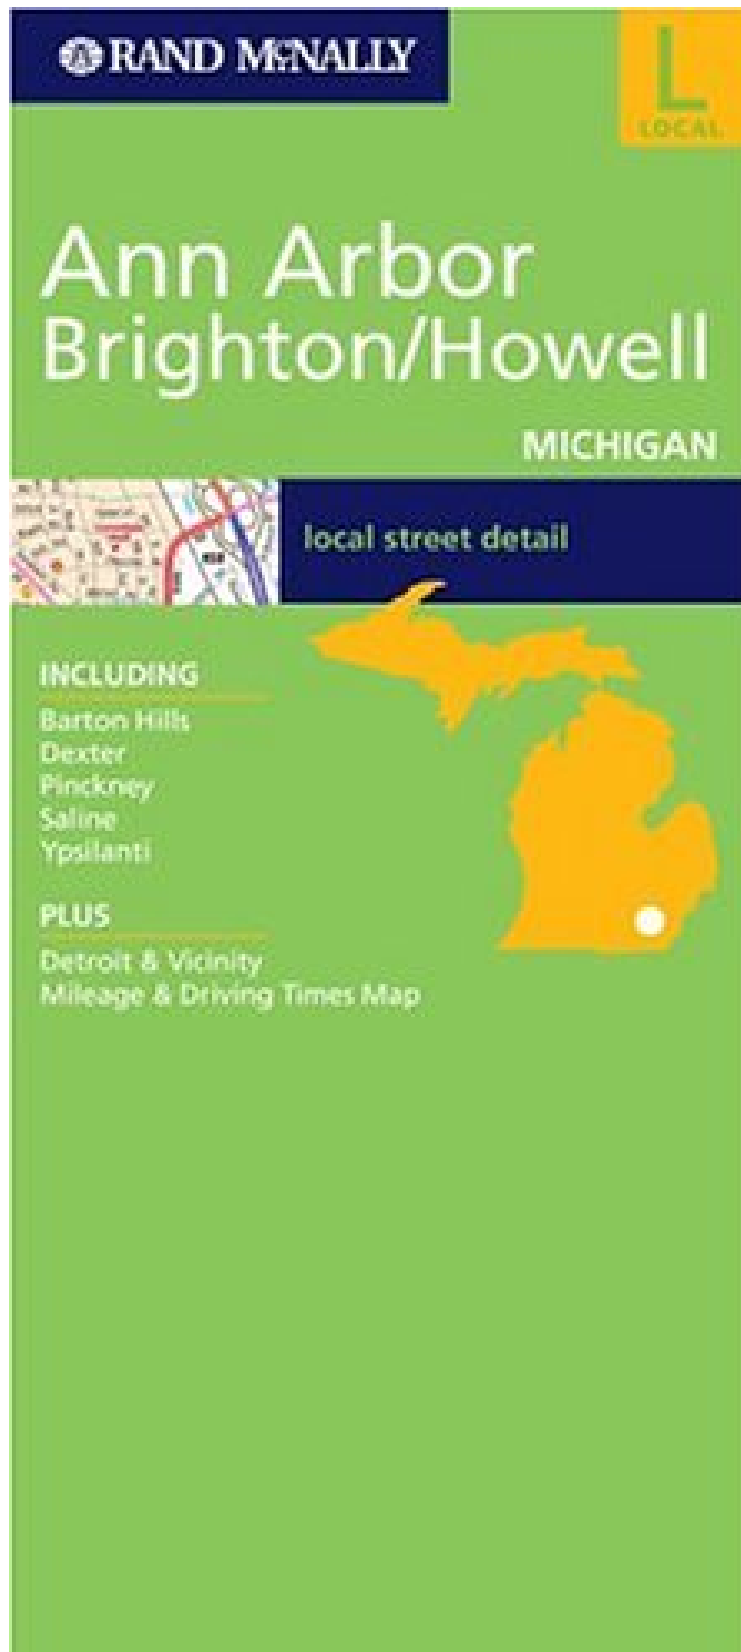 RAND McNALLY
L
LOCAL
Ann Arbor
Brighton/Howell
MICHIGAN
local street detail
INCLUDING
Barton Hills
Dexter
Pinckney
Saline
Ypsilanti
PLUS
Detroit & Vicinity
Mileage & Driving Times Map